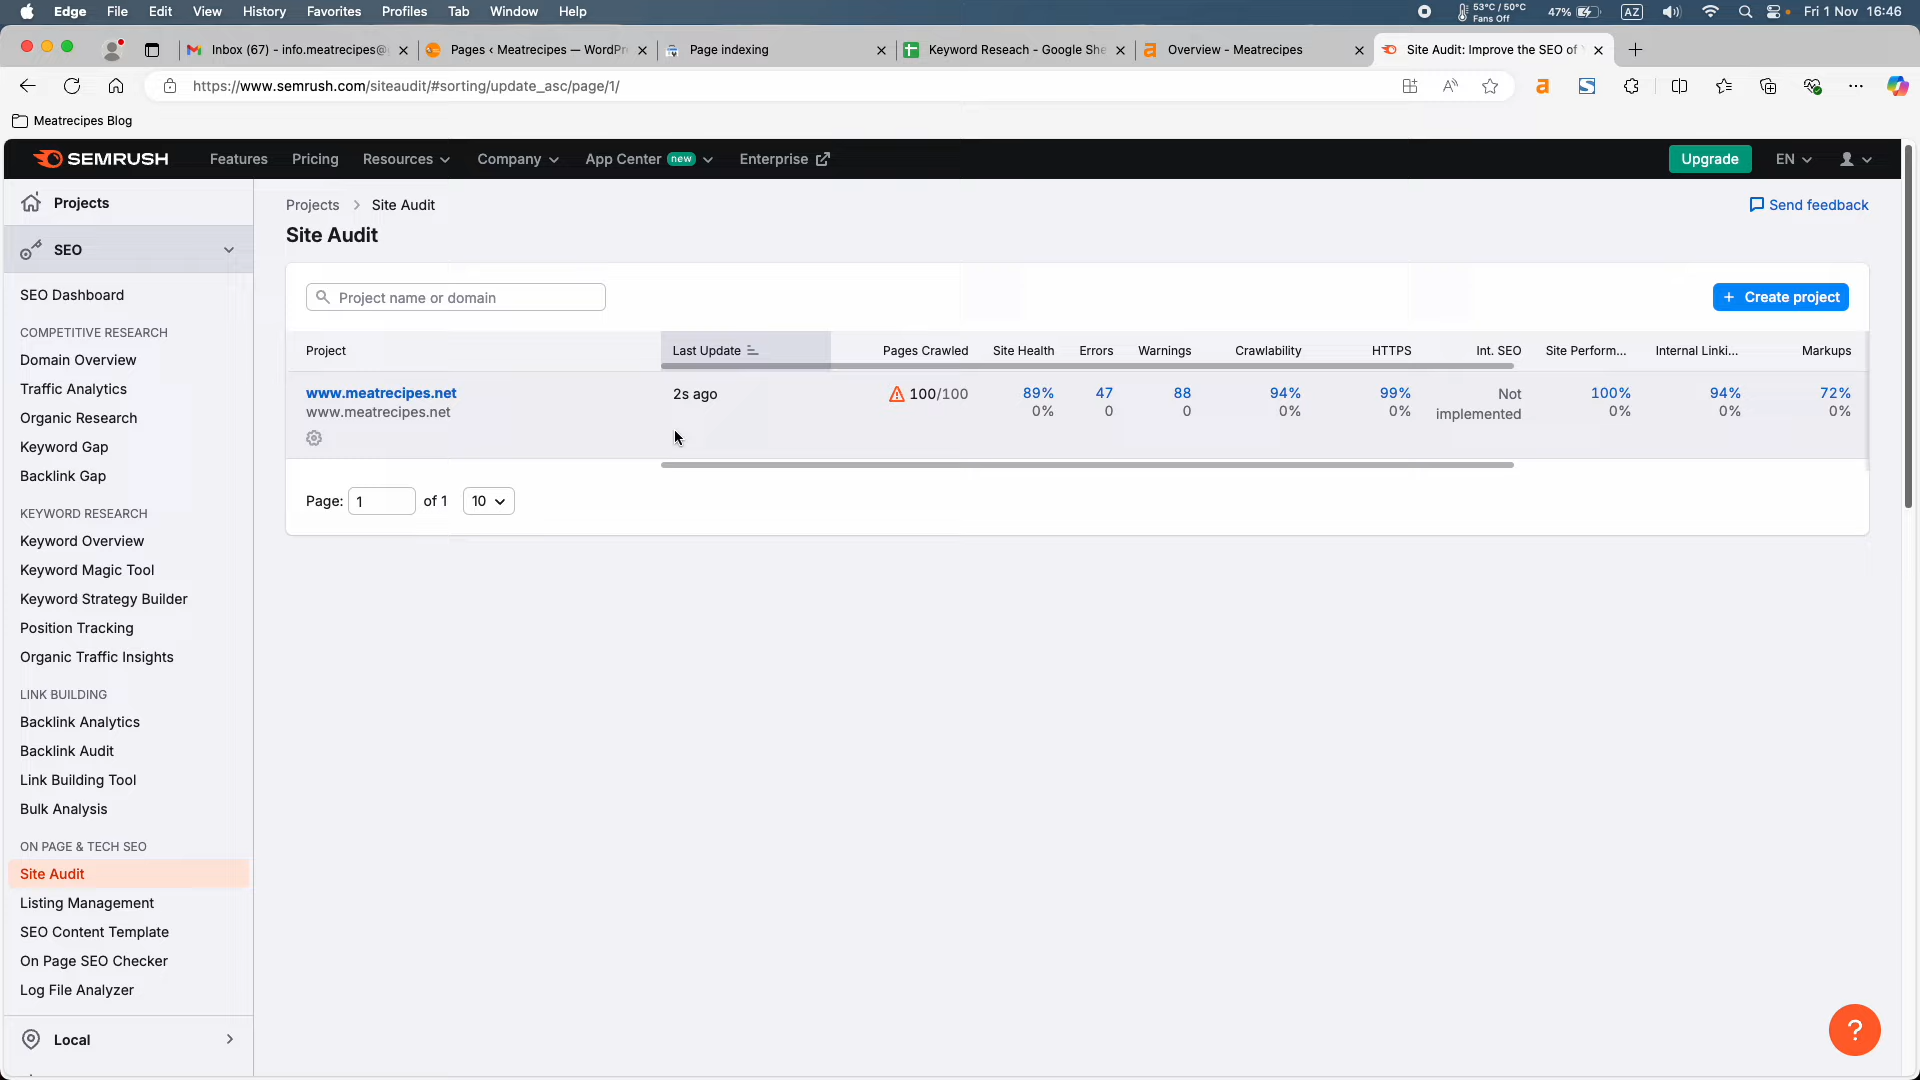 Edge File Edit View History Favorites Profiles Tab Window Help
53°C / 50°C
Fans Off
47% AZ Fri 1 Nov 16:46
Inbox (67) - info.meatrecipes@
Pages ‹ Meatrecipes — WordPr
Page indexing
Keyword Reseach - Google She
Overview - Meatrecipes
Site Audit: Improve the SEO of
https://www.semrush.com/siteaudit/#sorting/update_asc/page/1/
Meatrecipes Blog
SEMRUSH Features Pricing Resources Company App Center new Enterprise Upgrade EN
Projects
SEO
SEO Dashboard
COMPETITIVE RESEARCH
Domain Overview
Traffic Analytics
Organic Research
Keyword Gap
Backlink Gap
KEYWORD RESEARCH
Keyword Overview
Keyword Magic Tool
Keyword Strategy Builder
Position Tracking
Organic Traffic Insights
LINK BUILDING
Backlink Analytics
Backlink Audit
Link Building Tool
Bulk Analysis
ON PAGE & TECH SEO
Site Audit
Listing Management
SEO Content Template
On Page SEO Checker
Log File Analyzer
Local
Projects > Site Audit
Send feedback
Site Audit
Project name or domain
+ Create project
Project Last Update Pages Crawled Site Health Errors Warnings Crawlability HTTPS Int. SEO Site Perform... Internal Linki... Markups
www.meatrecipes.net 2s ago 100/100 89% 47 88 94% 99% Not 100% 94% 72%
www.meatrecipes.net 0% 0 0 0% 0% implemented 0% 0% 0%
Page: 1 of 1 10
?